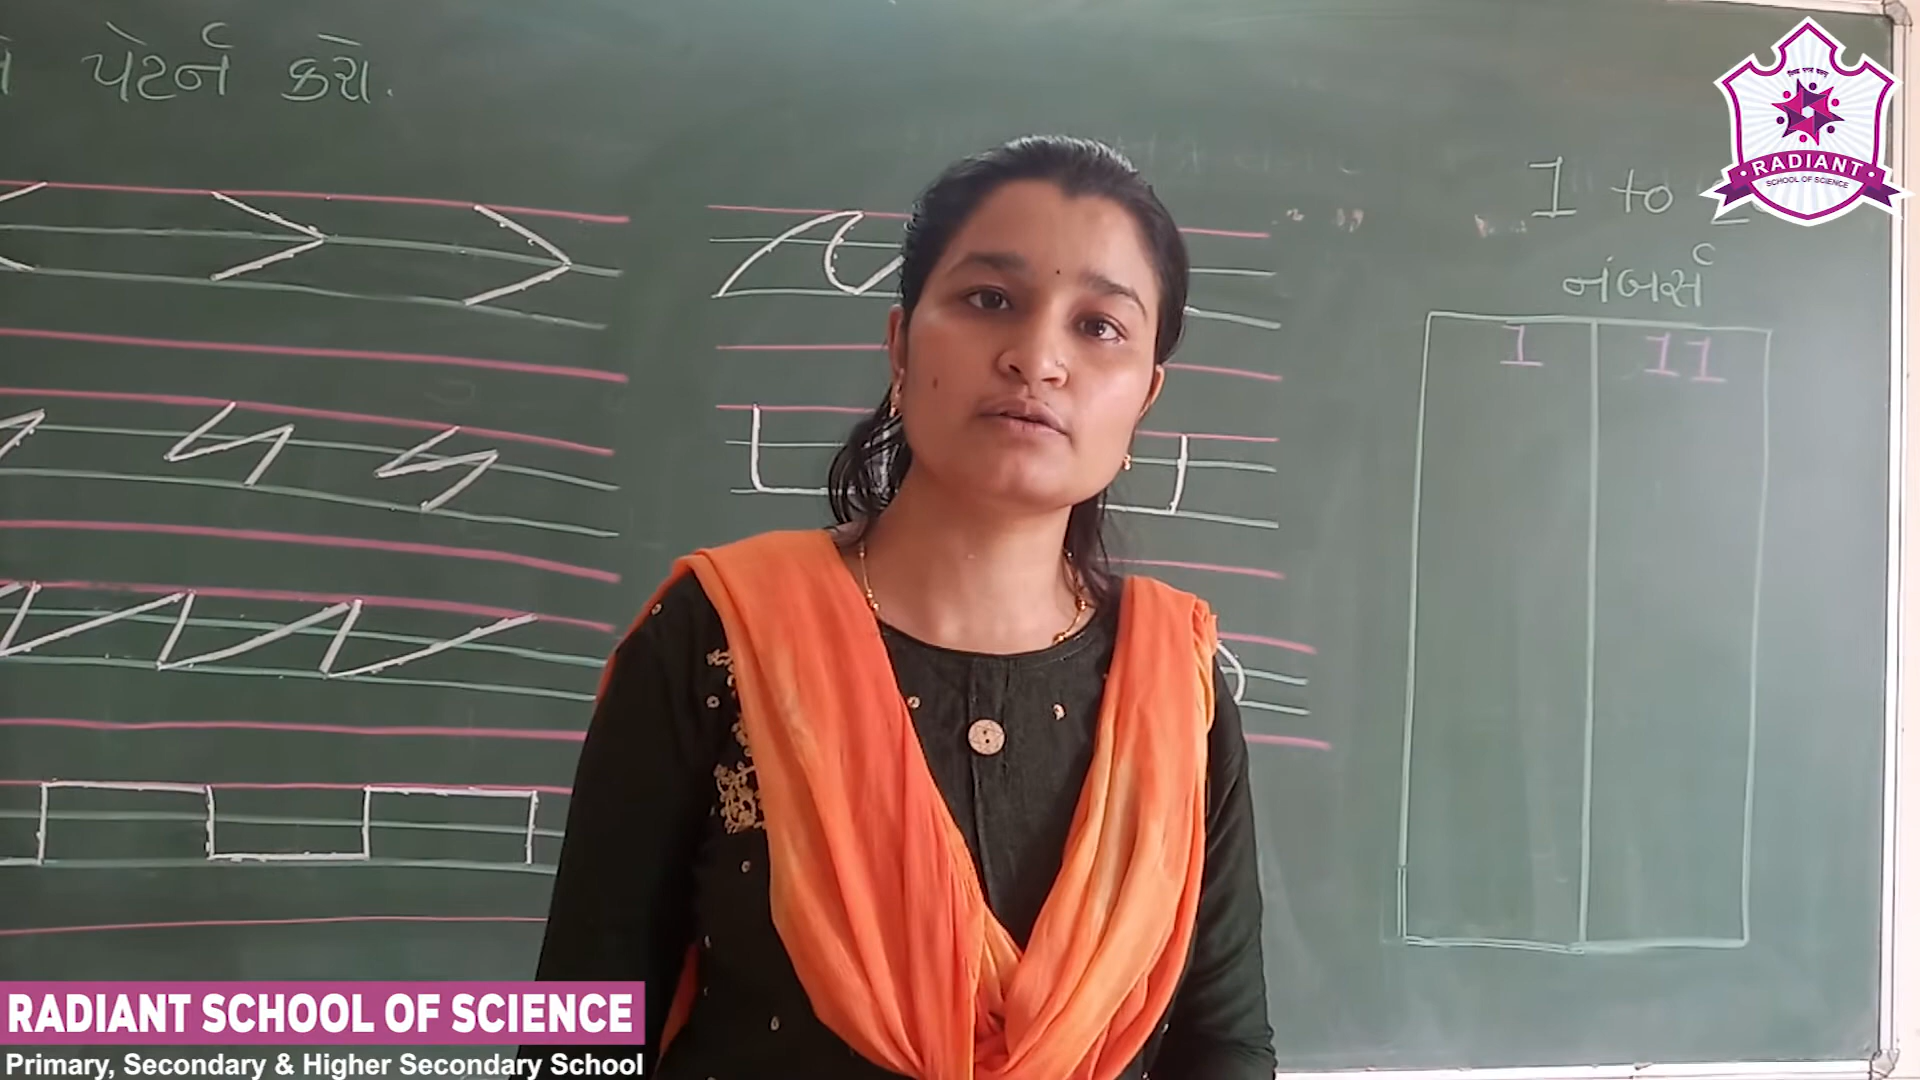 પેટર્ન કરો.
1 to
નંબર્સ
1 11
RADIANT
SCHOOL OF SCIENCE
RADIANT SCHOOL OF SCIENCE
Primary, Secondary & Higher Secondary School